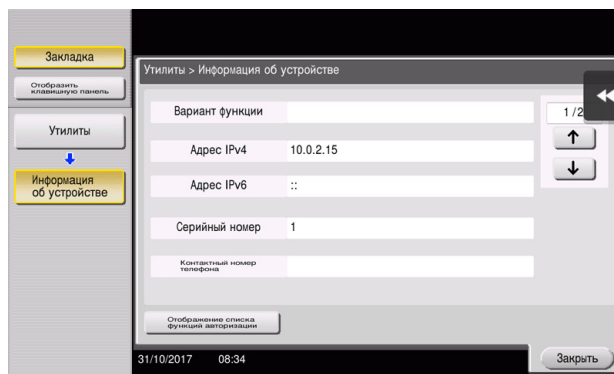 Закладка
Отобразить
клавишную панель
Утилиты
Информация
об устройстве
Утилиты > Информация об устройстве
Вариант функции
1/2
Адрес IPv4 10.0.2.15
Адрес IPv6 ::
Серийный номер 1
Контактный номер
телефона
Отображение списка
функций авторизации
31/10/2017 08:34
Закрыть